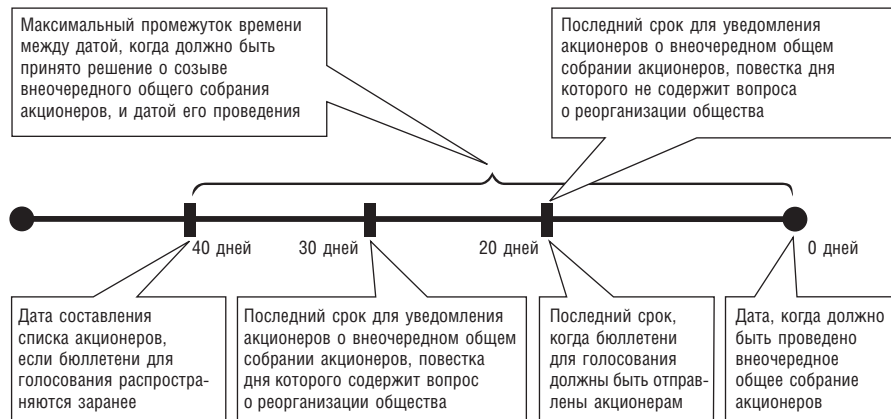 Максимальный промежуток времени
между датой, когда должно быть
принято решение о созыве
внеочередного общего собрания
акционеров, и датой его проведения
Последний срок для уведомления
акционеров о внеочередном общем
собрании акционеров, повестка дня
которого не содержит вопроса
о реорганизации общества
40 дней
30 дней
20 дней
0 дней
Дата составления
списка акционеров,
если бюллетени для
голосования распростра-
няются заранее
Последний срок для уведомления
акционеров о внеочередном общем
собрании акционеров, повестка
дня которого содержит вопрос
о реорганизации общества
Последний срок,
когда бюллетени
для голосования
должны быть отправ-
лены акционерам
Дата, когда должно
быть проведено
внеочередное
общее собрание
акционеров